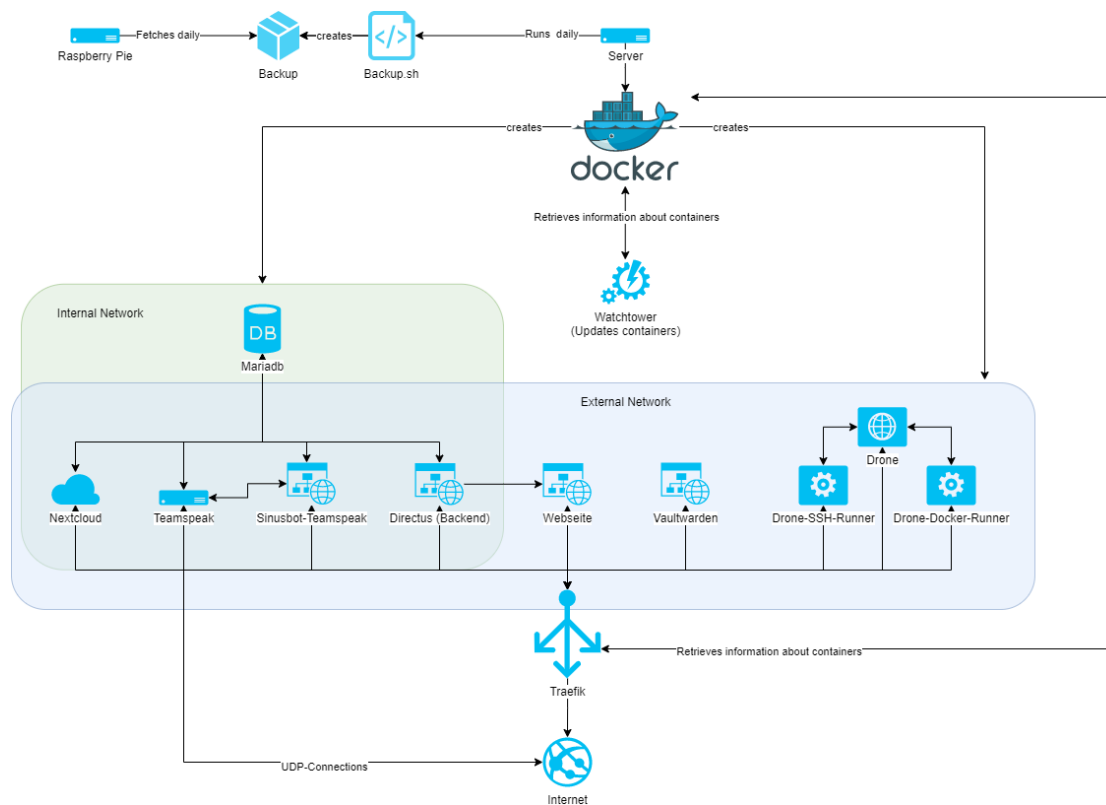 Fetches daily
creates
Runs daily
Raspberry Pie
Backup
Backup.sh
Server
creates
creates
docker
Retrieves information about containers
Watchtower
(Updates containers)
Internal Network
DB
Mariadb
External Network
Drone
Nextcloud
Teamspeak
Sinusbot-Teamspeak
Directus (Backend)
Webseite
Vaultwarden
Drone-SSH-Runner
Drone-Docker-Runner
Retrieves information about containers
Traefik
UDP-Connections
Internet